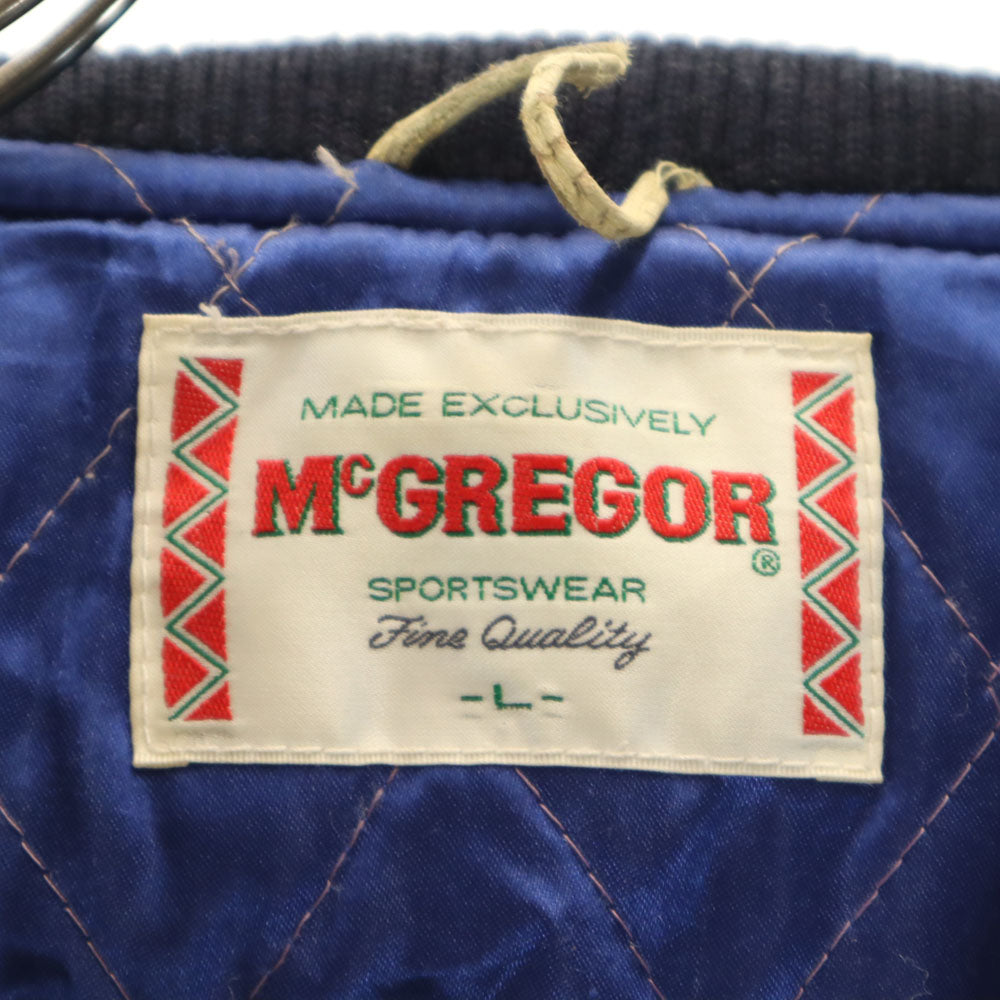 MADE EXCLUSIVELY
McGREGOR®
SPORTSWEAR
Fine Quality
-L-